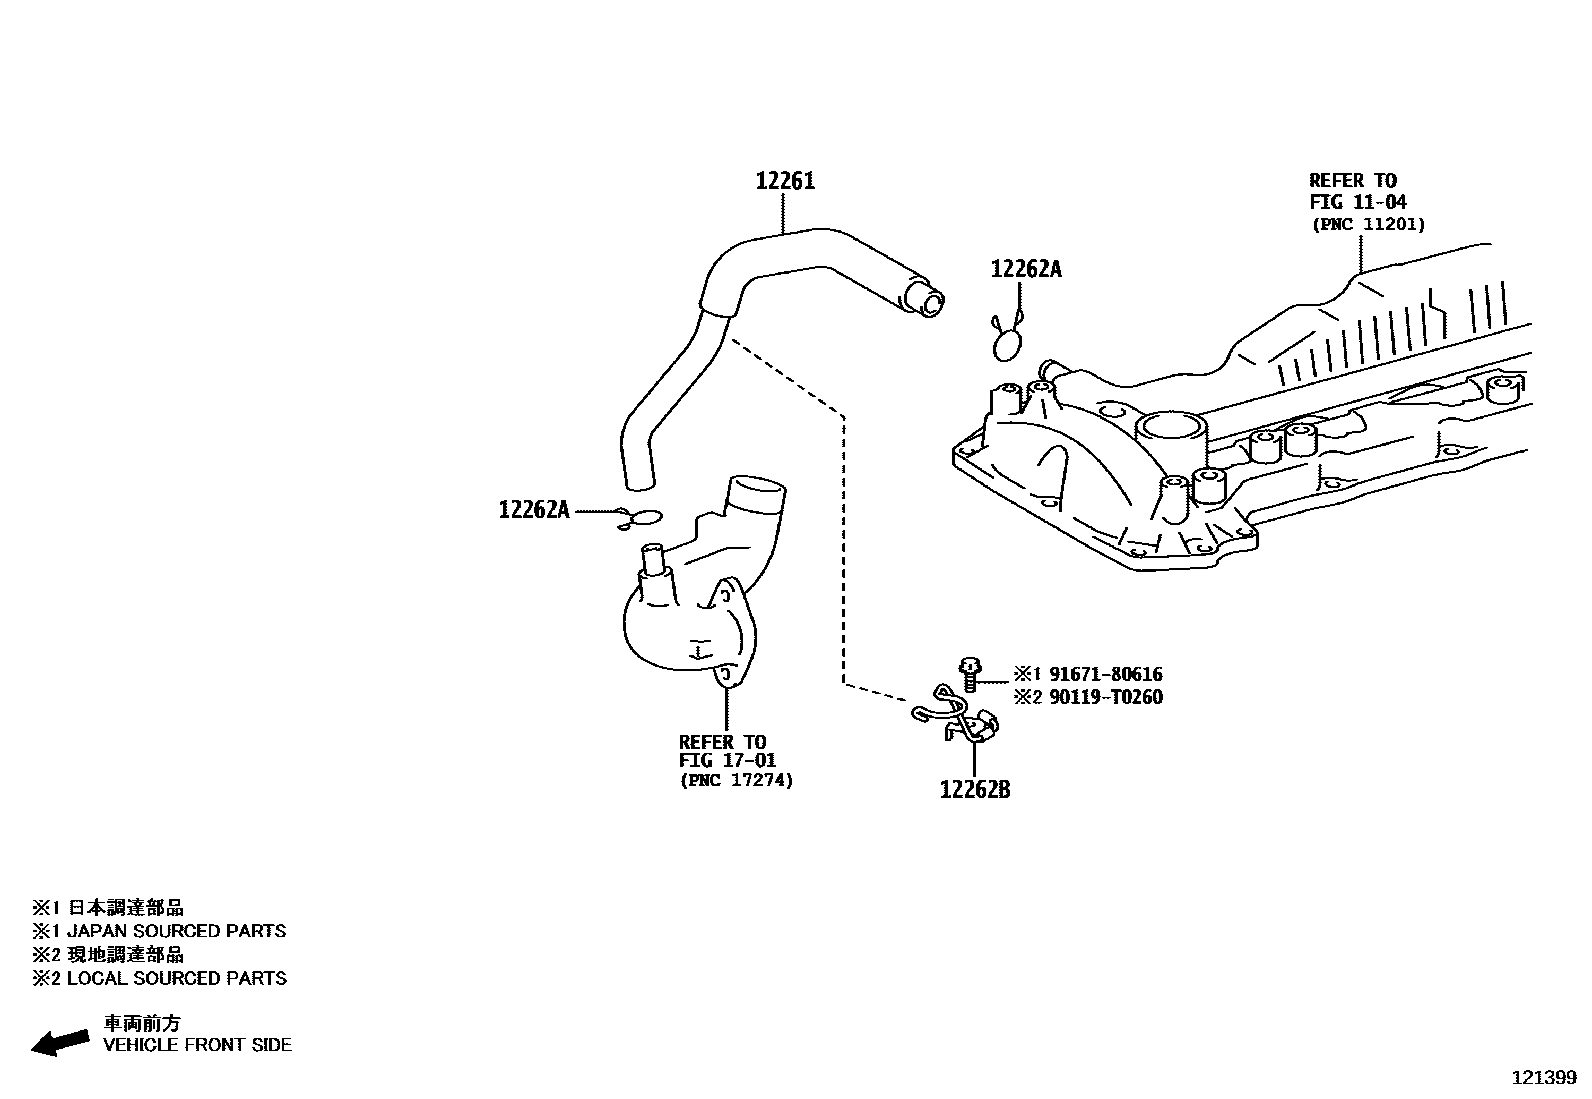 12261
REFER TO
FIG 11-04
(PNC 11201)
12262A
12262A
※1 91671-80616
※2 90119-T0260
REFER TO
FIG 17-01
(PNC 17274)
12262B
※1 日本調達部品
※1 JAPAN SOURCED PARTS
※2 現地調達部品
※2 LOCAL SOURCED PARTS
車両前方
VEHICLE FRONT SIDE
121399